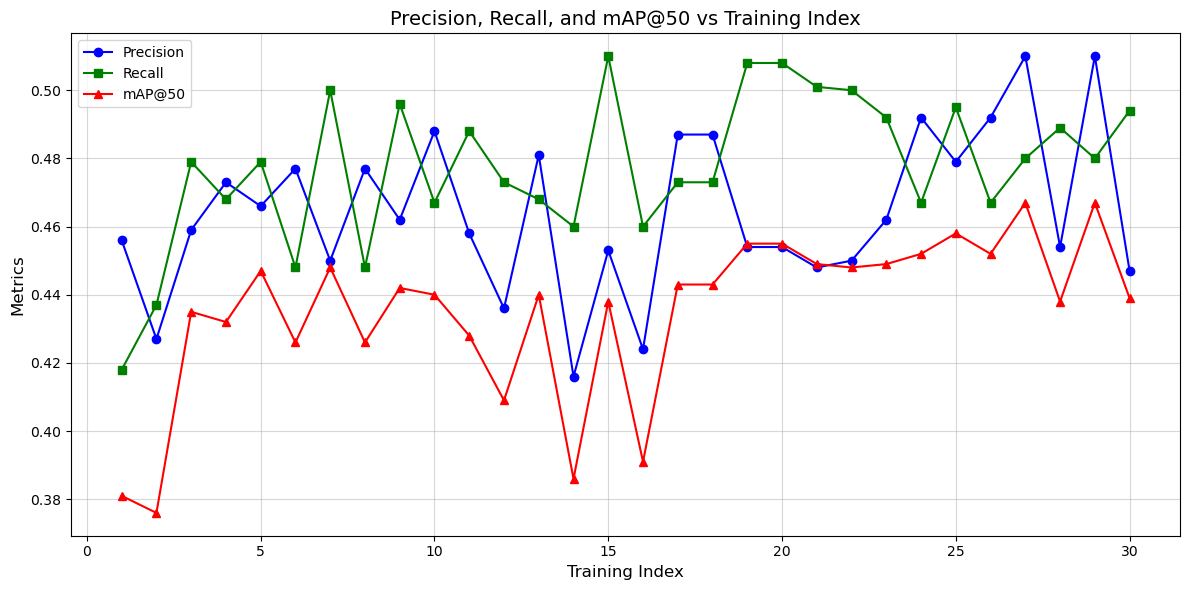 Precision, Recall, and mAP@50 vs Training Index
Precision
Recall
mAP@50
Metrics
0.50
0.48
0.46
0.44
0.42
0.40
0.38
0 5 10 15 20 25 30
Training Index